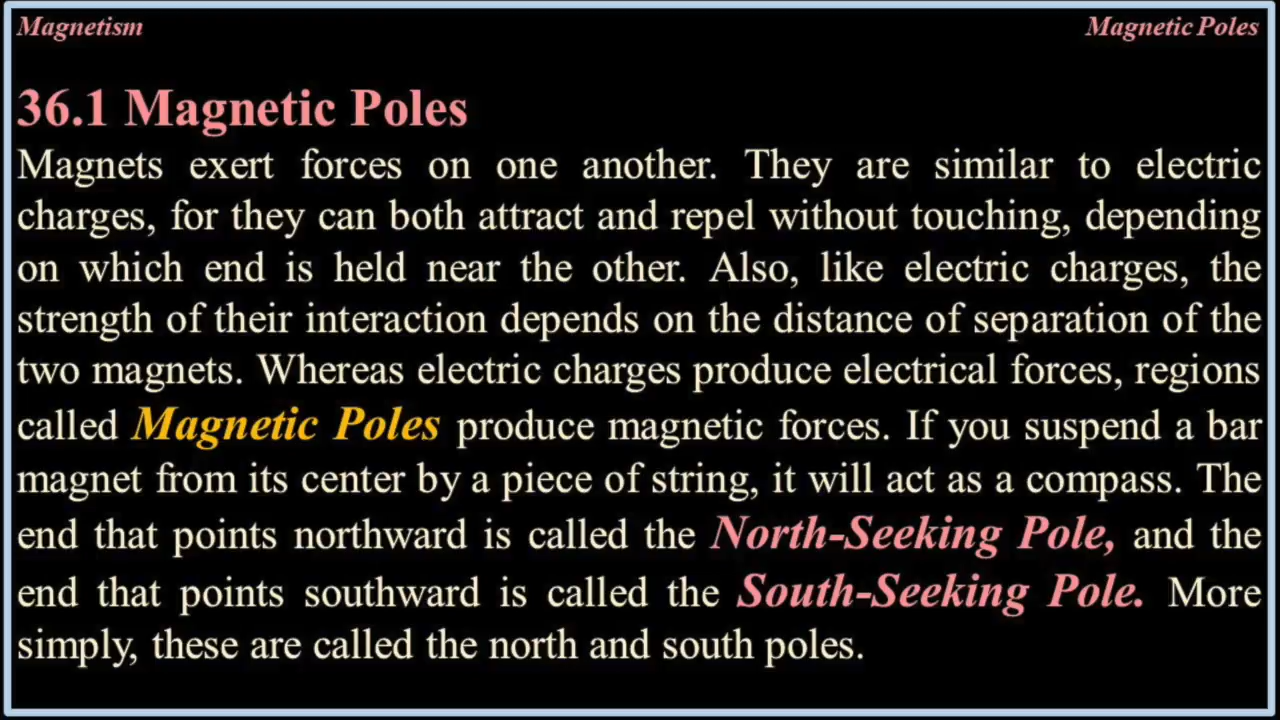 Magnetism
Magnetic Poles
36.1 Magnetic Poles
Magnets exert forces on one another. They are similar to electric
charges, for they can both attract and repel without touching, depending
on which end is held near the other. Also, like electric charges, the
strength of their interaction depends on the distance of separation of the
two magnets. Whereas electric charges produce electrical forces, regions
called Magnetic Poles produce magnetic forces. If you suspend a bar
magnet from its center by a piece of string, it will act as a compass. The
end that points northward is called the North-Seeking Pole, and the
end that points southward is called the South-Seeking Pole. More
simply, these are called the north and south poles.